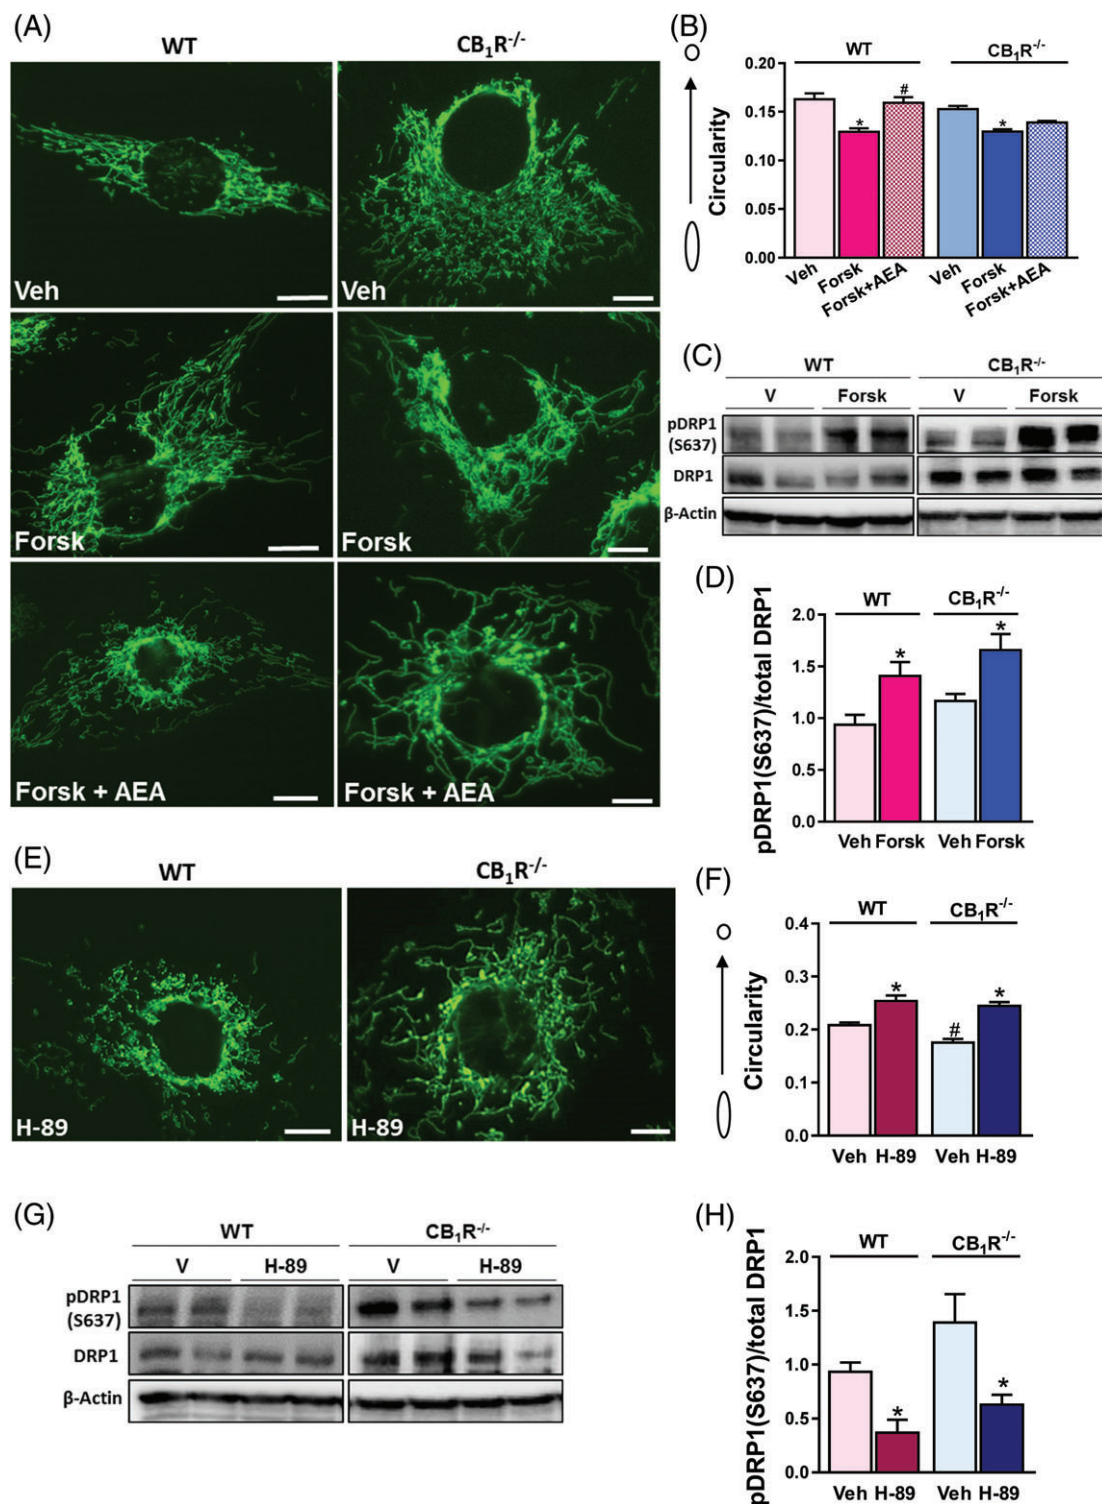 (A)
WT
CB₁R⁻/⁻
Veh
Forsk
Forsk
Forsk + AEA
Veh
Forsk + AEA
(B)
WT
CB₁R⁻/⁻
Circularity
0.20
0.15
0.10
0.05
0.00
*
#
*
Veh
Forsk
Forsk+AEA
Veh
Forsk
Forsk+AEA
(C)
WT
CB₁R⁻/⁻
V
Forsk
V
Forsk
pDRP1
(S637)
DRP1
β-Actin
(D)
WT
CB₁R⁻/⁻
pDRP1(S637)/total DRP1
2.0
1.5
1.0
0.5
0.0
*
*
Veh Forsk
Veh Forsk
(E)
WT
CB₁R⁻/⁻
H-89
H-89
(F)
WT
CB₁R⁻/⁻
Circularity
0.4
0.3
0.2
0.1
0.0
*
#
*
Veh H-89
Veh H-89
(G)
WT
CB₁R⁻/⁻
V
H-89
V
H-89
pDRP1
(S637)
DRP1
β-Actin
(H)
WT
CB₁R⁻/⁻
pDRP1(S637)/total DRP1
2.0
1.5
1.0
0.5
0.0
*
*
Veh H-89
Veh H-89